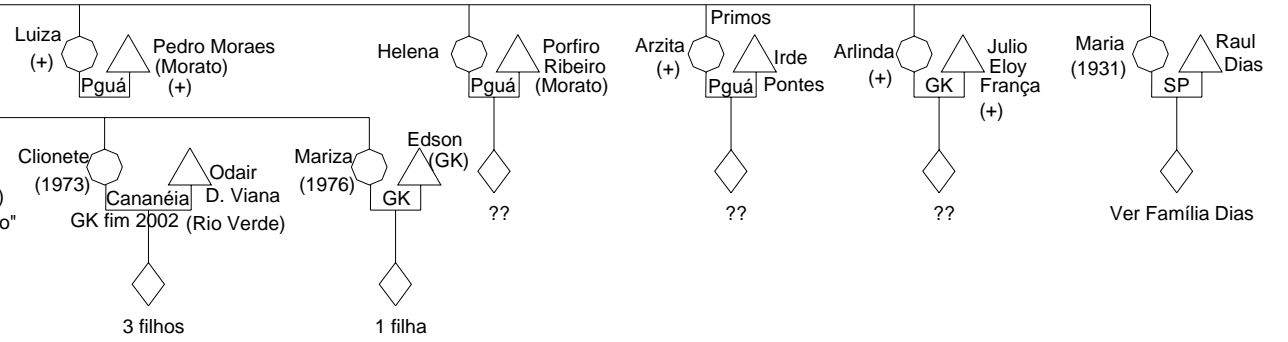 Luiza
(+)
Pedro Moraes
(Morato)
(+)
Pguá
Helena
Porfiro
Ribeiro
(Morato)
Pguá
Primos
Arzita
(+)
Irde
Pontes
Pguá
Arlinda
(+)
Julio
Eloy
França
(+)
GK
Maria
(1931)
Raul
Dias
SP
Clionete
(1973)
Odair
D. Viana
(Rio Verde)
Cananéia
GK fim 2002
)
o"
Mariza
(1976)
Edson
(GK)
GK
??
??
??
Ver Família Dias
3 filhos
1 filha